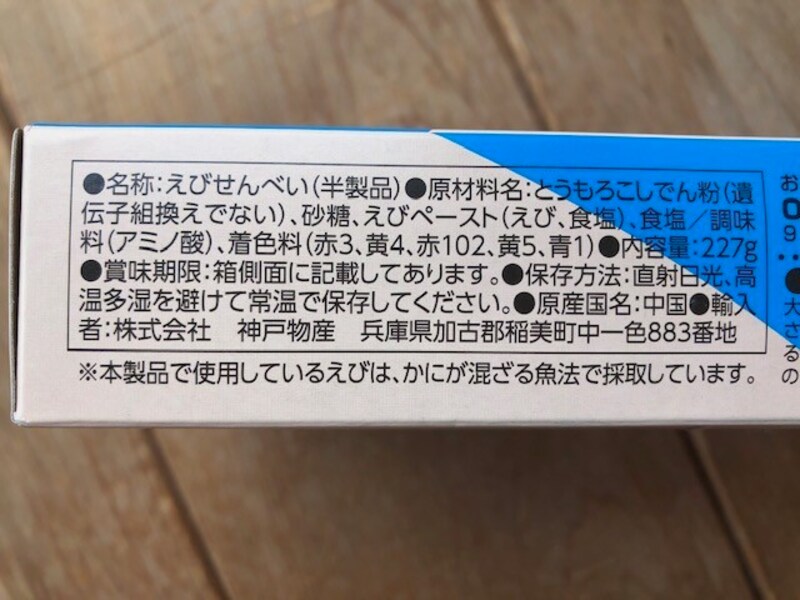 ●名称:えびせんべい(半製品)●原材料名:とうもろこしでん粉(遺
伝子組換えでない)、砂糖、えびペースト(えび、食塩)、食塩/調味
料(アミノ酸)、着色料(赤3、黄4、赤102、黄5、青1)●内容量:227g
●賞味期限:箱側面に記載してあります。●保存方法:直射日光、高
温多湿を避けて常温で保存してください。●原産国名:中国●輸入
者:株式会社 神戸物産 兵庫県加古郡稲美町中一色883番地
※本製品で使用しているえびは、かにが混ざる魚法で採取しています。
お
0
9
●
大
さ
る
の